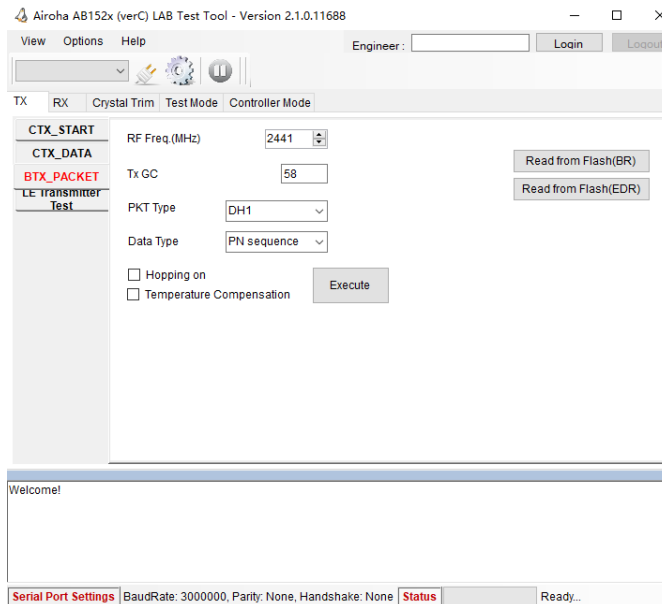 Airoha AB152x (verC) LAB Test Tool - Version 2.1.0.11688
View Options Help
Engineer : Login Logout
TX RX Crystal Trim Test Mode Controller Mode
CTX_START
CTX_DATA
BTX_PACKET
LE Transmitter
Test
RF Freq.(MHz) 2441
Tx GC 58
PKT Type DH1
Data Type PN sequence
Hopping on
Temperature Compensation
Execute
Read from Flash(BR)
Read from Flash(EDR)
Welcome!
Serial Port Settings BaudRate: 3000000, Parity: None, Handshake: None Status Ready...